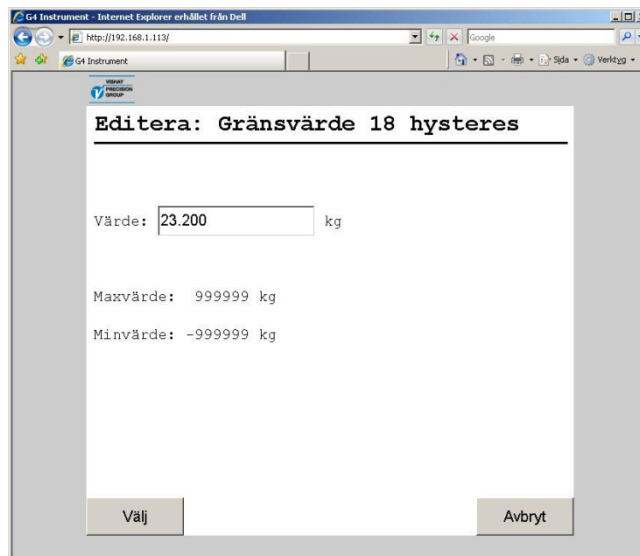 G4 Instrument - Internet Explorer erhållet från Dell
http://192.168.1.113/
Google
G4 Instrument
Sida
Verktyg
VISHAY
PRECISION
GROUP
Editera: Gränsvärde 18 hysteres
Värde: 23.200 kg
Maxvärde: 999999 kg
Minvärde: -999999 kg
Välj
Avbryt